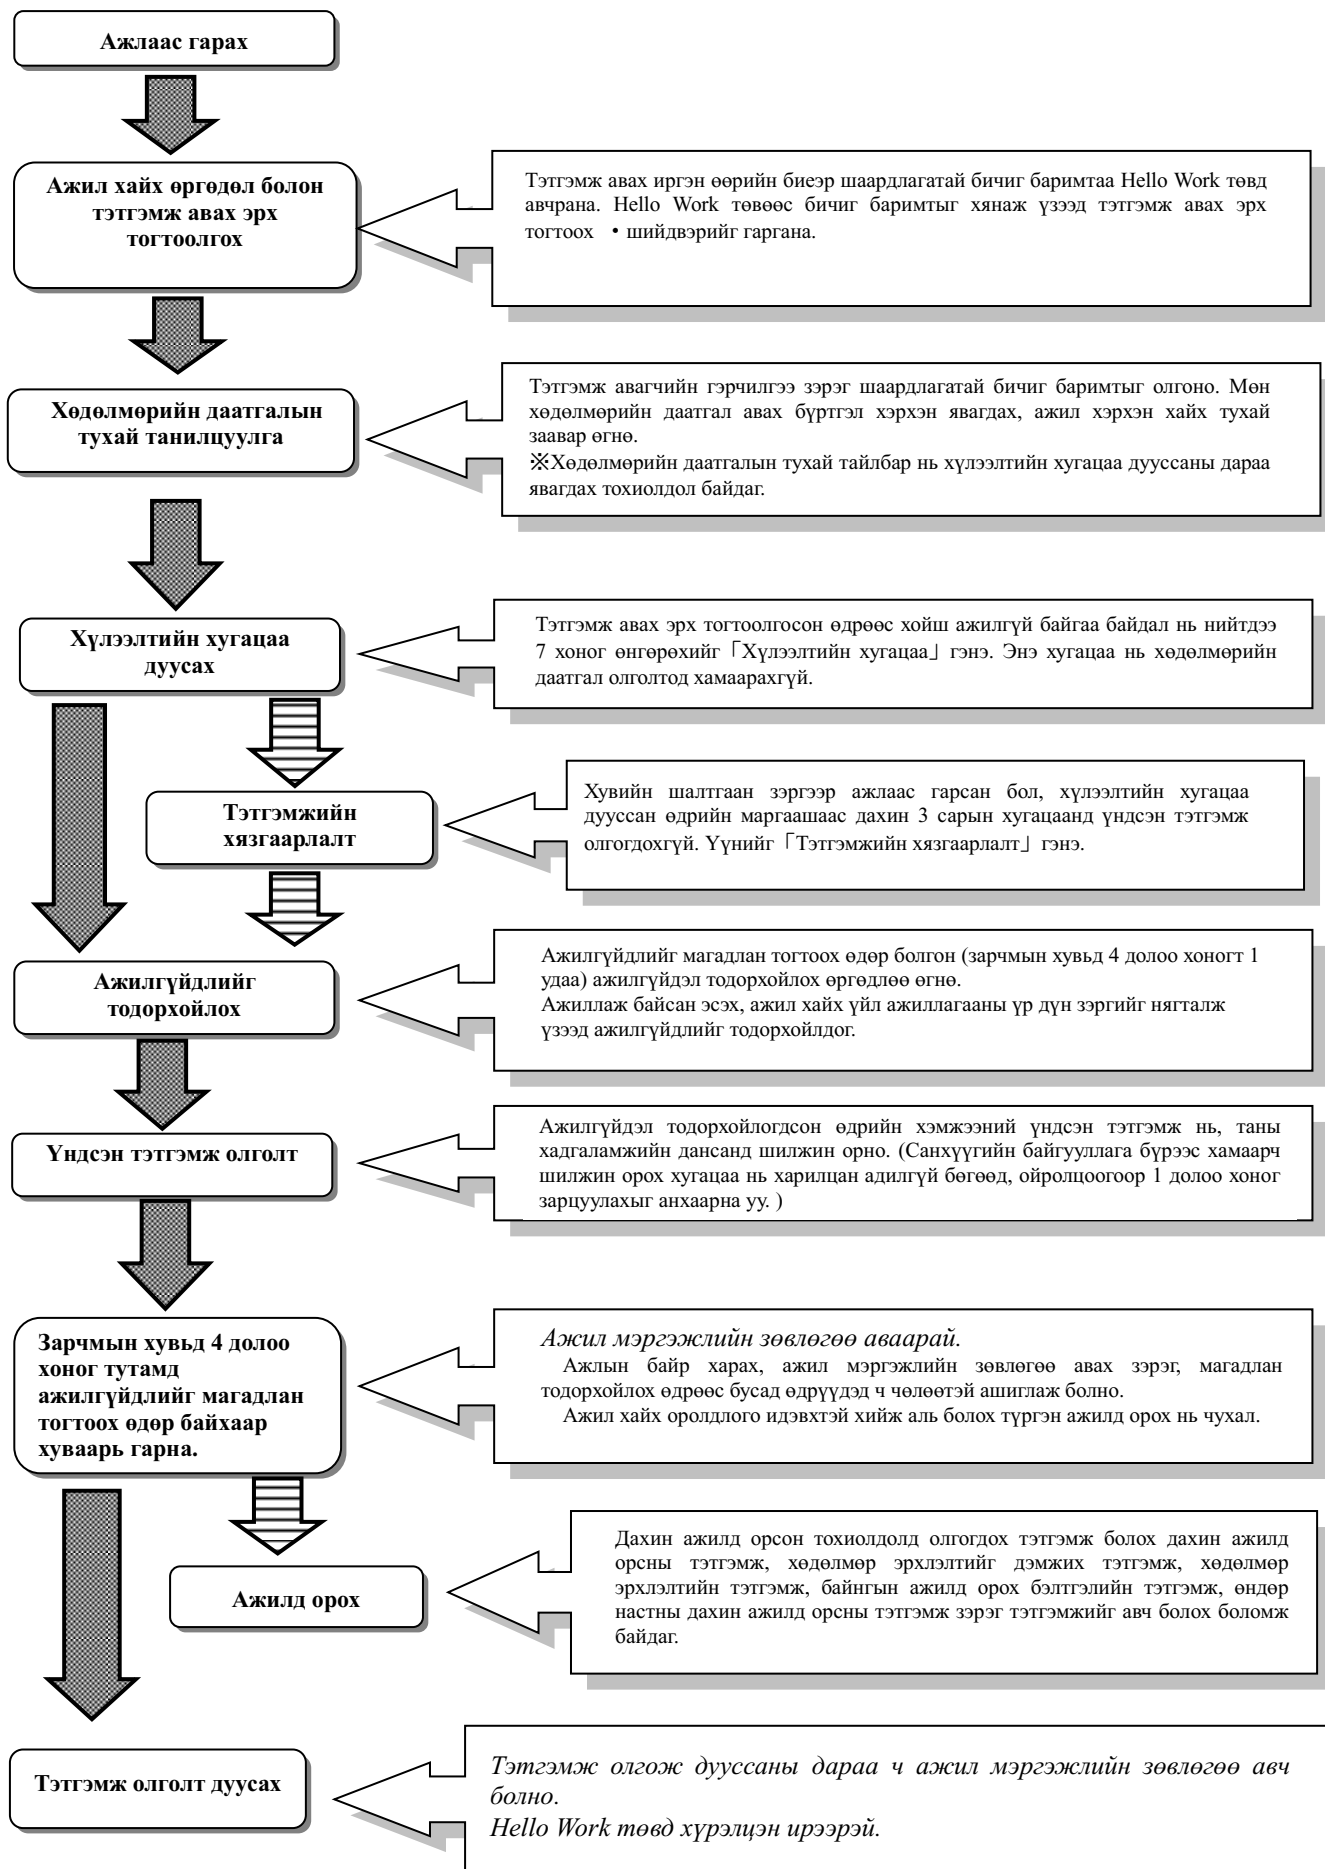 Ажлаас гарах
Ажил хайх өргөдөл болон
тэтгэмж авах эрх
тогтоолгох
Тэтгэмж авах иргэн өөрийн биеэр шаардлагатай бичиг баримтаа Hello Work төвд
авчрана. Hello Work төвөөс бичиг баримтыг хянаж үзээд тэтгэмж авах эрх
тогтоох ・шийдвэрийг гаргана.
Хөдөлмөрийн даатгалын
тухай танилцуулга
Тэтгэмж авагчийн гэрчилгээ зэрэг шаардлагатай бичиг баримтыг олгоно. Мөн
хөдөлмөрийн даатгал авах бүртгэл хэрхэн явагдах, ажил хэрхэн хайх тухай
заавар өгнө.
※Хөдөлмөрийн даатгалын тухай тайлбар нь хүлээлтийн хугацаа дууссаны дараа
явагдах тохиолдол байдаг.
Хүлээлтийн хугацаа
дуусах
Тэтгэмж авах эрх тогтоолгосон өдрөөс хойш ажилгүй байгаа байдал нь нийтдээ
7 хоног өнгөрөхийг「Хүлээлтийн хугацаа」гэнэ. Энэ хугацаа нь хөдөлмөрийн
даатгал олголтод хамаарахгүй.
Тэтгэмжийн
хязгаарлалт
Хувийн шалтгаан зэргээр ажлаас гарсан бол, хүлээлтийн хугацаа
дууссан өдрийн маргаашаас дахин 3 сарын хугацаанд үндсэн тэтгэмж
олгогдохгүй. Үүнийг「Тэтгэмжийн хязгаарлалт」гэнэ.
Ажилгүйдлийг
тодорхойлох
Ажилгүйдлийг магадлан тогтоох өдөр болгон (зарчмын хувьд 4 долоо хоногт 1
удаа) ажилгүйдэл тодорхойлох өргөдлөө өгнө.
Ажиллаж байсан эсэх, ажил хайх үйл ажиллагааны үр дүн зэргийг нягталж
үзээд ажилгүйдлийг тодорхойлдог.
Үндсэн тэтгэмж олголт
Ажилгүйдэл тодорхойлогдсон өдрийн хэмжээний үндсэн тэтгэмж нь, таны
хадгаламжийн дансанд шилжин орно. (Санхүүгийн байгууллага бүрээс хамаарч
шилжин орох хугацаа нь харилцан адилгүй бөгөөд, ойролцоогоор 1 долоо хоног
зарцуулахыг анхаарна уу. )
Зарчмын хувьд 4 долоо
хоног тутамд
ажилгүйдлийг магадлан
тогтоох өдөр байхаар
хуваарь гарна.
Ажил мэргэжлийн зөвлөгөө аваарай.
Ажлын байр харах, ажил мэргэжлийн зөвлөгөө авах зэрэг, магадлан
тодорхойлох өдрөөс бусад өдрүүдэд ч чөлөөтэй ашиглаж болно.
Ажил хайх оролдлого идэвхтэй хийж аль болох түргэн ажилд орох нь чухал.
Ажилд орох
Дахин ажилд орсон тохиолдолд олгогдох тэтгэмж болох дахин ажилд
орсны тэтгэмж, хөдөлмөр эрхлэлтийг дэмжих тэтгэмж, хөдөлмөр
эрхлэлтийн тэтгэмж, байнгын ажилд орох бэлтгэлийн тэтгэмж, өндөр
настны дахин ажилд орсны тэтгэмж зэрэг тэтгэмжийг авч болох боломж
байдаг.
Тэтгэмж олголт дуусах
Тэтгэмж олгож дууссаны дараа ч ажил мэргэжлийн зөвлөгөө авч
болно.
Hello Work төвд хүрэлцэн ирээрэй.